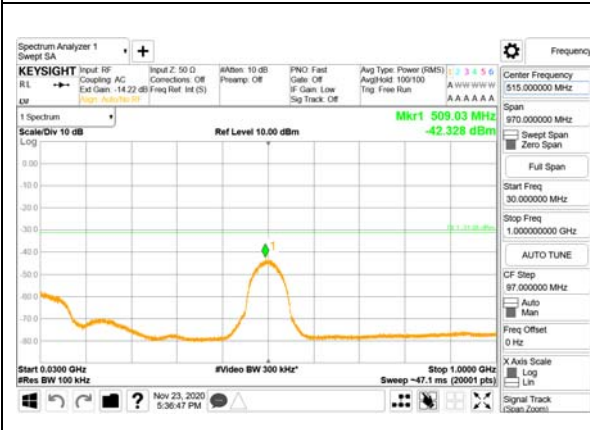 Spectrum Analyzer 1
Swept SA
Frequency
KEYSIGHT
Input: RF
Input Z: 50 Ω
#Atten: 10 dB
PNO: Fast
Avg Type: Power (RMS)
1 2 3 4 5 6
RL
Coupling: AC
Corrections: Off
Preamp: Off
Gate: Off
Avg|Hold: 100/100
A W W W W W
Ext Gain: -14.22 dB
Freq Ref: Int (S)
IF Gain: Low
Trig: Free Run
Align: Auto/No RF
Sig Track: Off
A A A A A A
1 Spectrum
Mkr1 509.03 MHz
Scale/Div 10 dB
Ref Level 10.00 dBm
-42.328 dBm
Log
0.00
-10.0
-20.0
-30.0
-40.0
-50.0
-60.0
-70.0
-80.0
1
Start 0.0300 GHz
#Video BW 300 kHz*
Stop 1.0000 GHz
#Res BW 100 kHz
Sweep ~47.1 ms (20001 pts)
?
Nov 23, 2020
5:36:47 PM
Center Frequency
515.000000 MHz
Span
970.000000 MHz
Swept Span
Zero Span
Full Span
Start Freq
30.000000 MHz
Stop Freq
1.000000000 GHz
AUTO TUNE
CF Step
97.000000 MHz
Auto
Man
Freq Offset
0 Hz
X Axis Scale
Log
Lin
Signal Track
(Span Zoom)